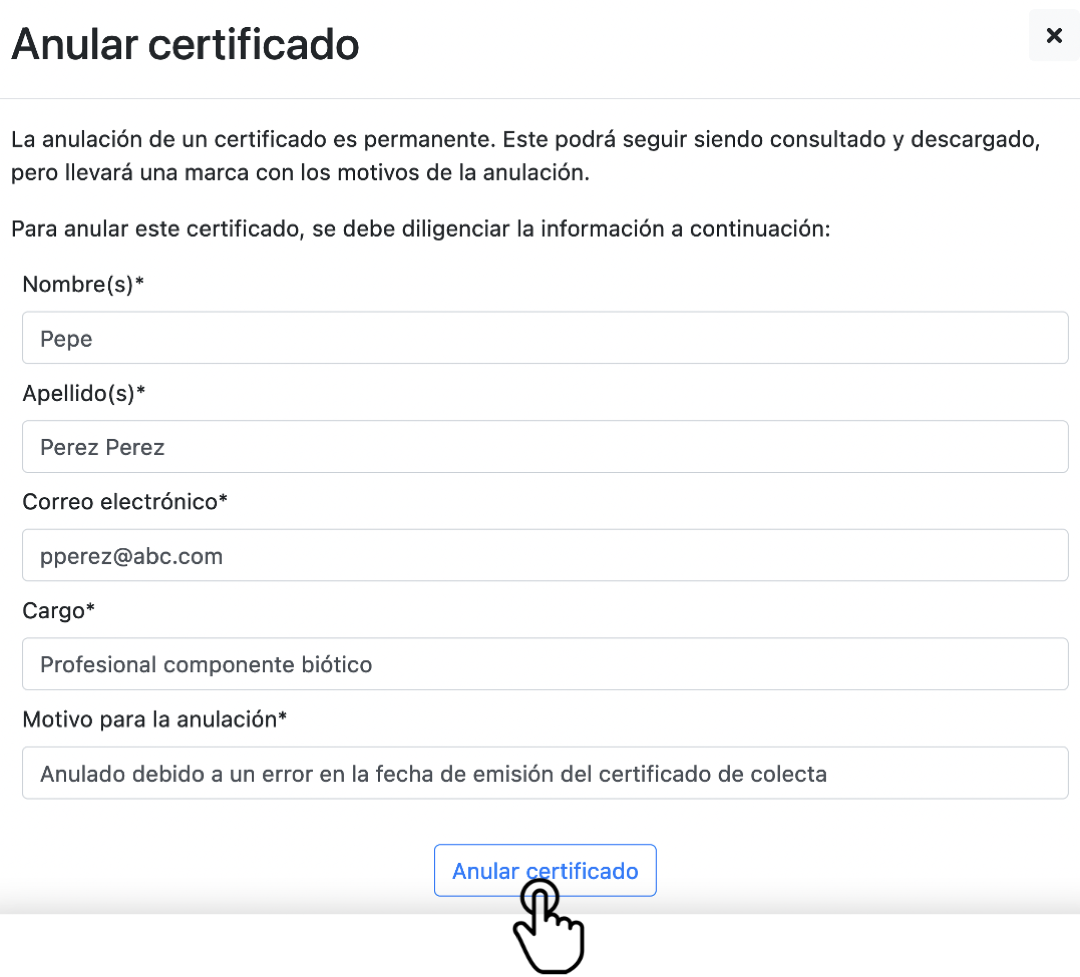 Anular certificado
La anulación de un certificado es permanente. Este podrá seguir siendo consultado y descargado,
pero llevará una marca con los motivos de la anulación.
Para anular este certificado, se debe diligenciar la información a continuación:
Nombre(s)*
Pepe
Apellido(s)*
Perez Perez
Correo electrónico*
pperez@abc.com
Cargo*
Profesional componente biótico
Motivo para la anulación*
Anulado debido a un error en la fecha de emisión del certificado de colecta
Anular certificado